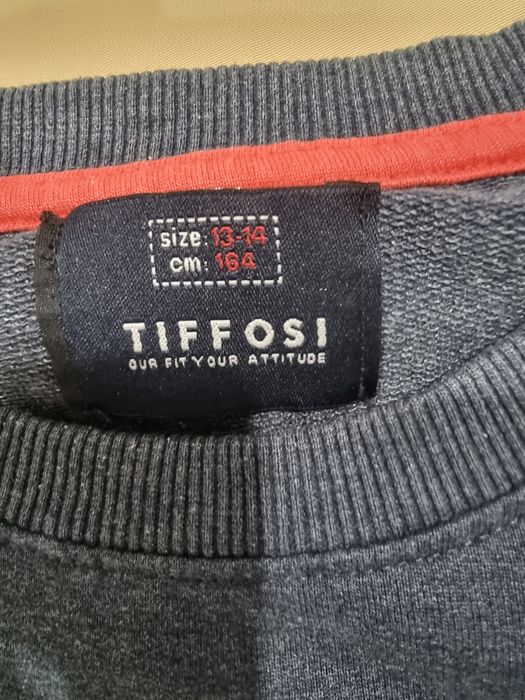 size: 13-14
cm: 164
TIFFOSI
OUR FIT YOUR ATTITUDE